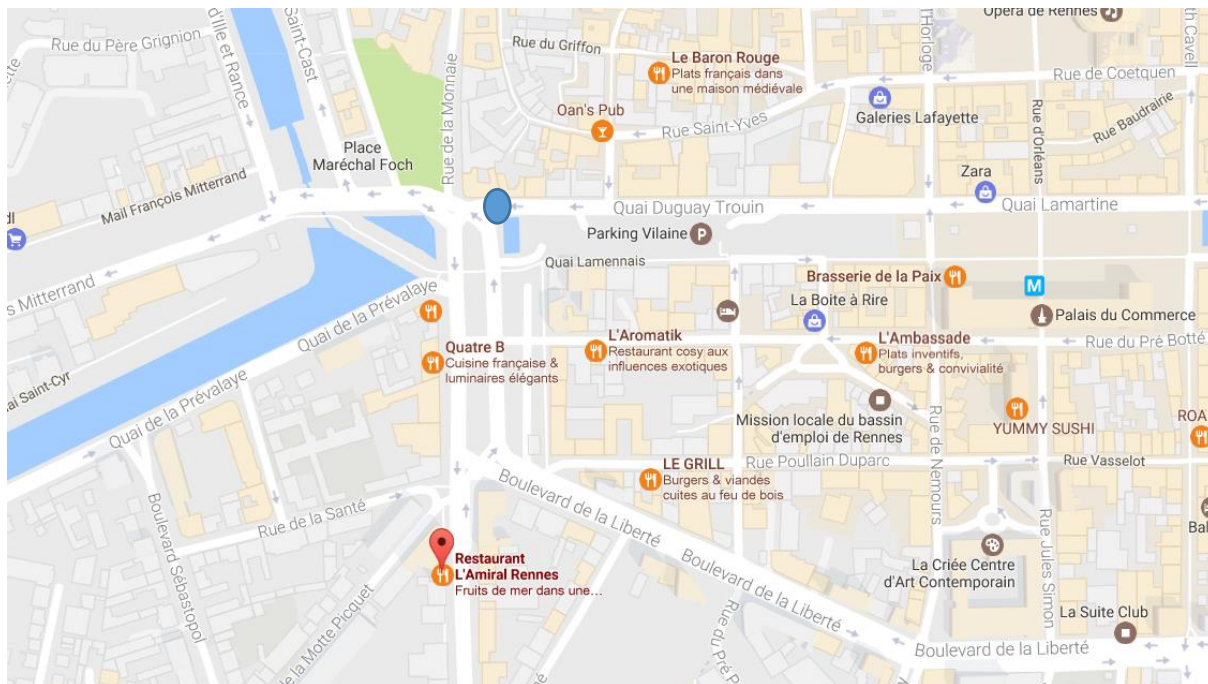 Opéra de Rennes
Rue du Père Grignion
d'Ille et Rance
Saint-Cast
Rue de la Monnaie
Rue du Griffon
Le Baron Rouge
Plats français dans
une maison médiévale
l'Horloge
th Cavell
Rue de Coetquen
Oan's Pub
Rue Saint-Yves
Galeries Lafayette
Rue d'Orléans
Rue Baudrairie
Place
Maréchal Foch
Mail François Mitterrand
Zara
Quai Duguay Trouin
Quai Lamartine
Parking Vilaine
P
Quai Lamennais
s Mitterrand
Brasserie de la Paix
M
La Boite à Rire
Palais du Commerce
Quai de la Prévalaye
Quatre B
Cuisine française &
luminaires élégants
L'Aromatik
Restaurant cosy aux
influences exotiques
L'Ambassade
Plats inventifs,
burgers & convivialité
Rue du Pré Botté
ai Saint-Cyr
Quai de la Prévalaye
Mission locale du bassin
d'emploi de Rennes
YUMMY SUSHI
ROA
Rue de Nemours
LE GRILL
Burgers & viandes
cuites au feu de bois
Rue Poullain Duparc
Rue Vasselot
Boulevard de la Liberté
Boulevard de la Liberté
Rue de la Santé
Boulevard Sébastopol
Bal
Restaurant
L'Amiral Rennes
Fruits de mer dans une...
La Criée Centre
d'Art Contemporain
Rue Jules Simon
de la Motte Picquet
Rue du Pré P
La Suite Club
Boulevard de la Liberté